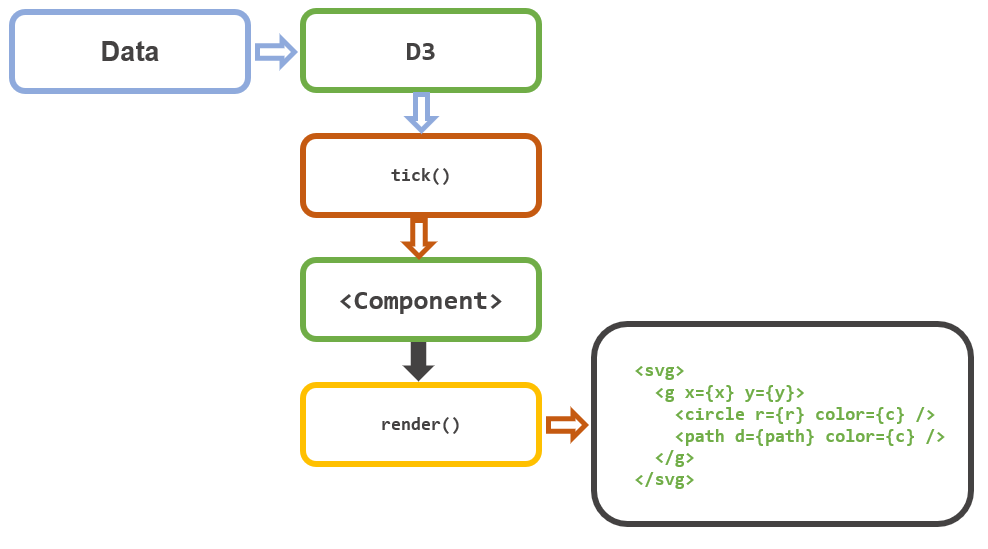 Data
D3
tick()
<Component>
render()
<svg>
<g x={x} y={y}>
<circle r={r} color={c} />
<path d={path} color={c} />
</g>
</svg>